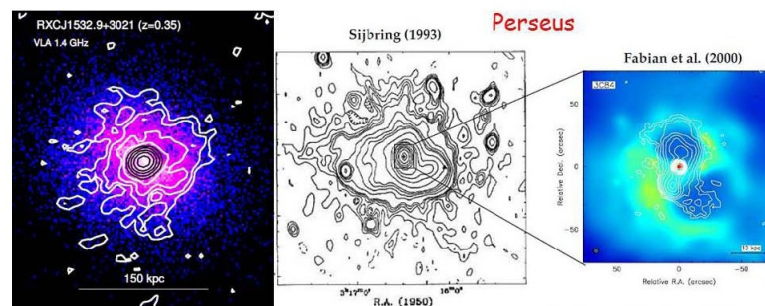 RXCJ1532.9+3021 (z=0.35)
VLA 1.4 GHz
150 kpc
Perseus
Sijbring (1993)
R.A. (1950)
Fabian et al. (2000)
3C84
50
0
-50
Relative Decl. (arcsec)
50
0
-50
Relative R.A. (arcsec)